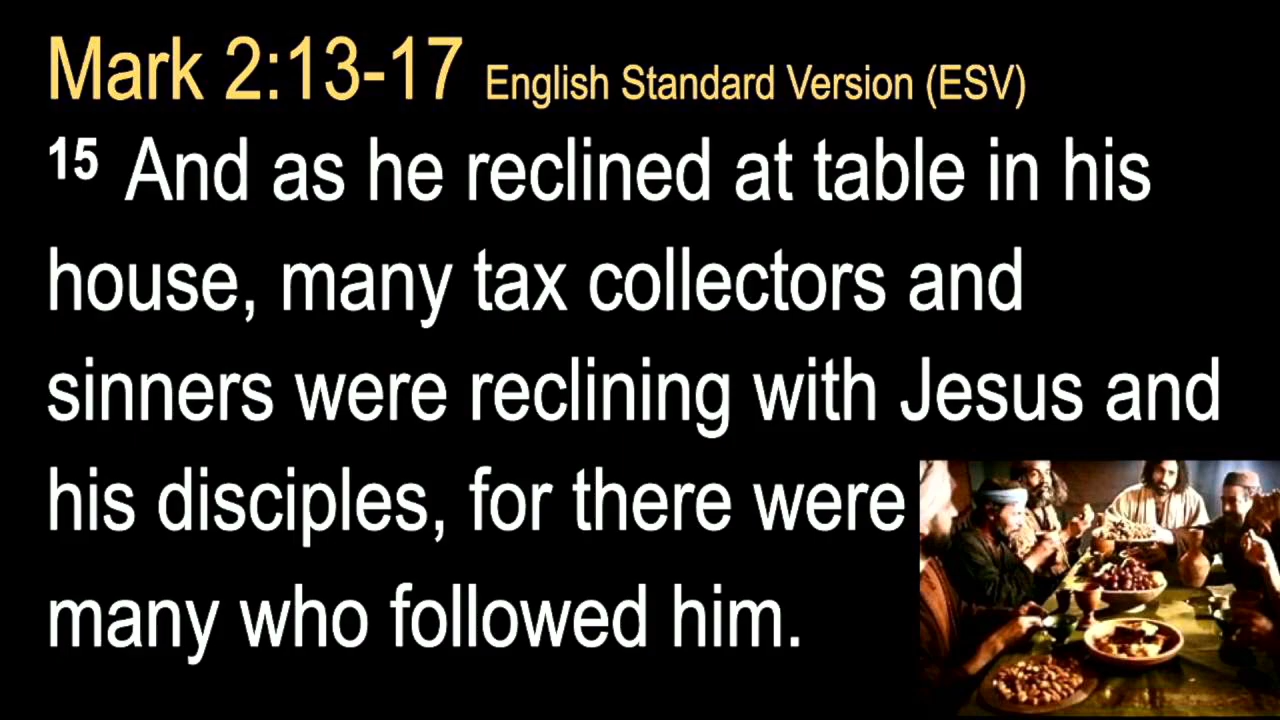 Mark 2:13-17 English Standard Version (ESV)
15 And as he reclined at table in his
house, many tax collectors and
sinners were reclining with Jesus and
his disciples, for there were
many who followed him.